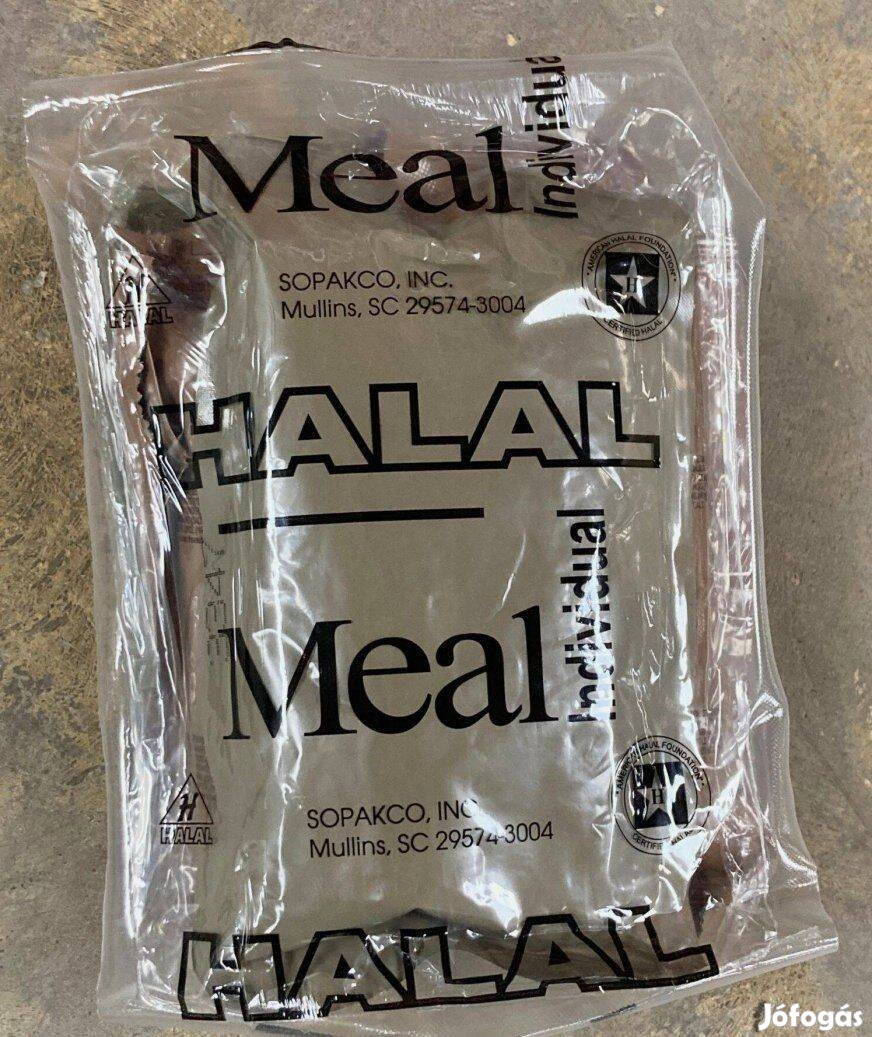 Meal
Individual
SOPAKCO, INC.
Mullins, SC 29574-3004
AMERICAN HALAL FOUNDATION
H
CERTIFIED HALAL
H
HALAL
HALAL
Individual
Meal
SOPAKCO, INC
Mullins, SC 29574-3004
AMERICAN HALAL FOUNDATION
H
CERTIFIED HALAL
H
HALAL
HALAL
Jófogás